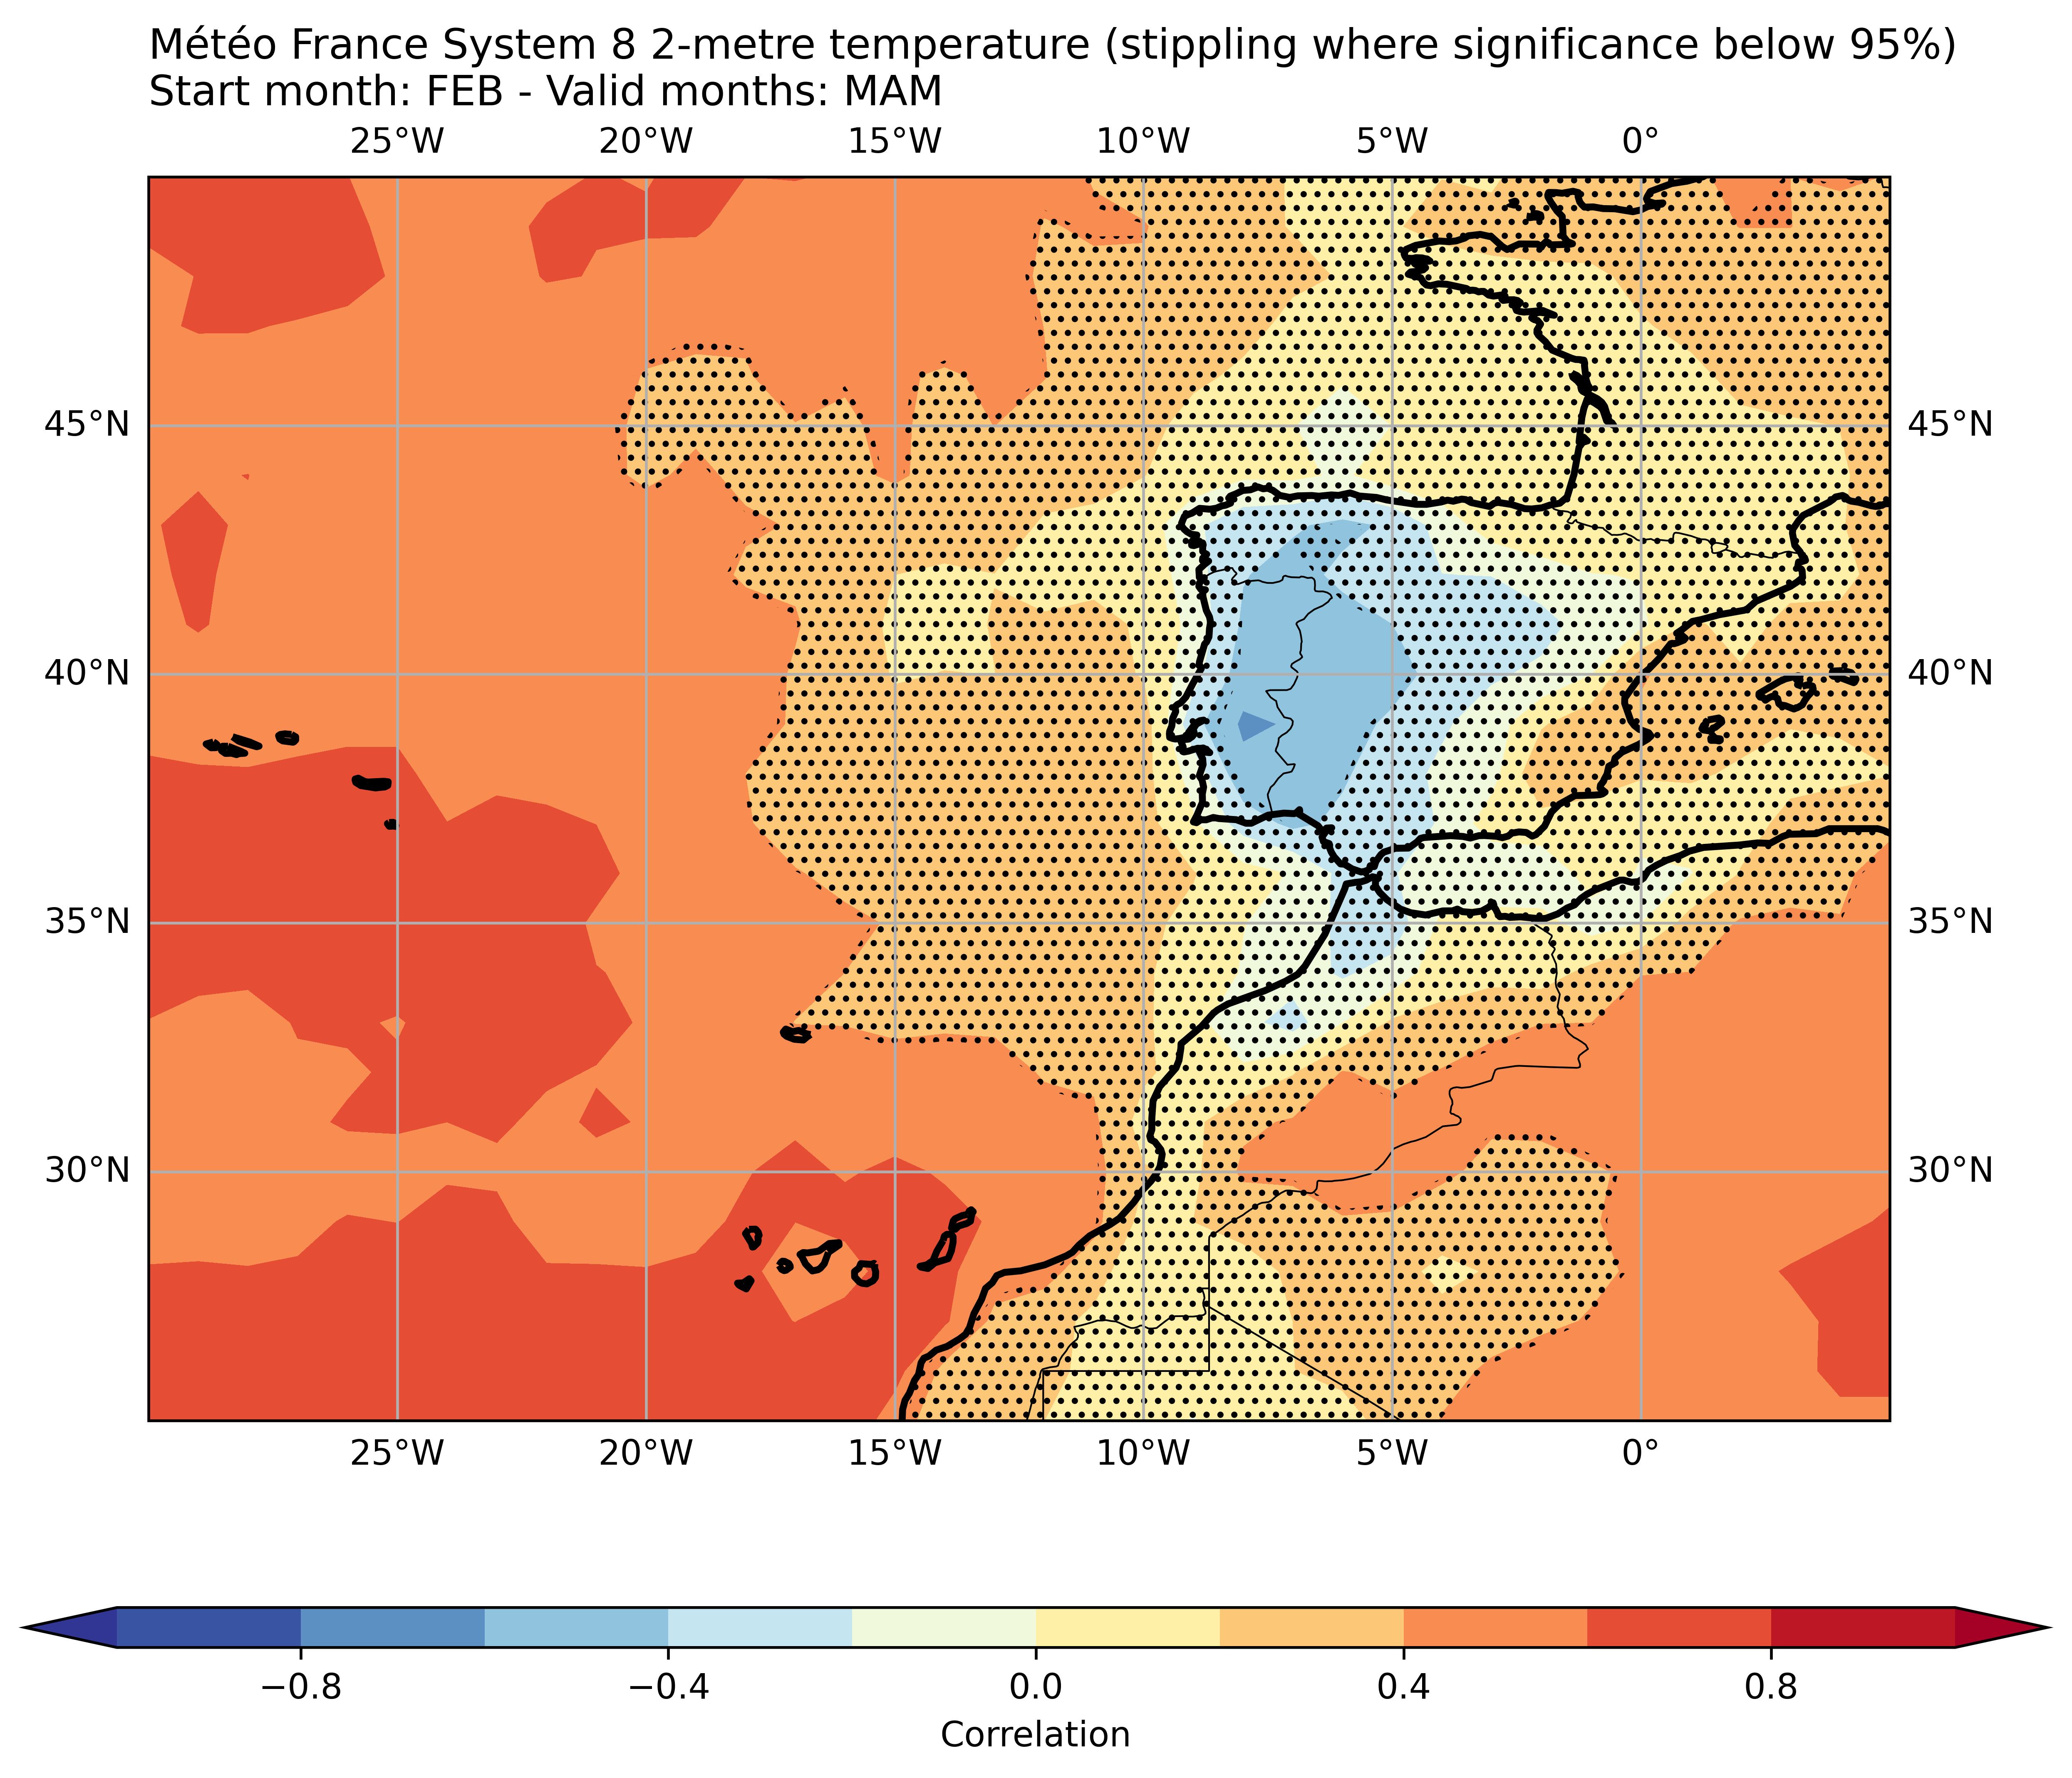 Météo France System 8 2-metre temperature (stippling where significance below 95%)
Start month: FEB - Valid months: MAM
25°W 20°W 15°W 10°W 5°W 0°
45°N 45°N
40°N 40°N
35°N 35°N
30°N 30°N
25°W 20°W 15°W 10°W 5°W 0°
−0.8 −0.4 0.0 0.4 0.8
Correlation